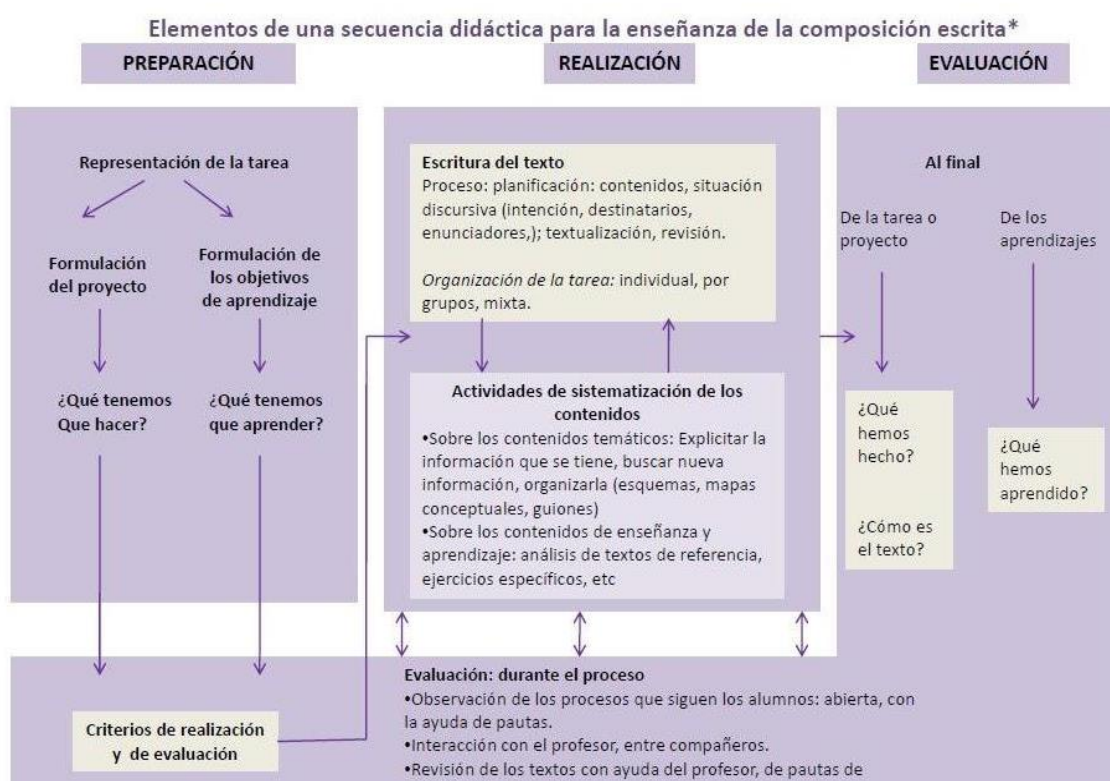 Elementos de una secuencia didáctica para la enseñanza de la composición escrita*
PREPARACIÓN
REALIZACIÓN
EVALUACIÓN
Representación de la tarea
Formulación
del proyecto
Formulación de
los objetivos
de aprendizaje
¿Qué tenemos
Que hacer?
¿Qué tenemos
que aprender?
Criterios de realización
y de evaluación
Escritura del texto
Proceso: planificación: contenidos, situación
discursiva (intención, destinatarios,
enunciadores,); textualización, revisión.
Organización de la tarea: individual, por
grupos, mixta.
Actividades de sistematización de los
contenidos
•Sobre los contenidos temáticos: Explicitar la
información que se tiene, buscar nueva
información, organizarla (esquemas, mapas
conceptuales, guiones)
•Sobre los contenidos de enseñanza y
aprendizaje: análisis de textos de referencia,
ejercicios específicos, etc
Evaluación: durante el proceso
•Observación de los procesos que siguen los alumnos: abierta, con
la ayuda de pautas.
•Interacción con el profesor, entre compañeros.
•Revisión de los textos con ayuda del profesor, de pautas de
Al final
De la tarea o
proyecto
De los
aprendizajes
¿Qué
hemos
hecho?
¿Cómo es
el texto?
¿Qué
hemos
aprendido?